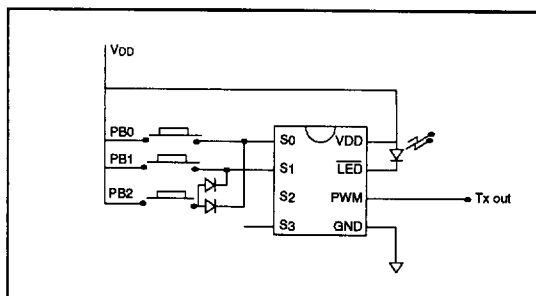 VDD
PB0 S0 VDD
PB1 S1 LED
PB2 S2 PWM Tx out
S3 GND